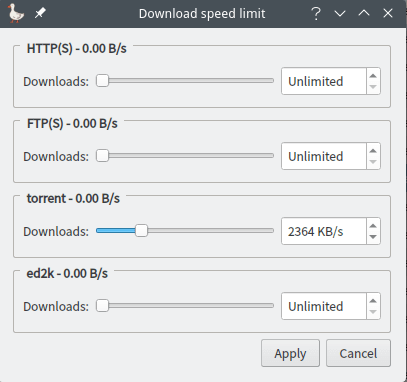 Download speed limit
HTTP(S) - 0.00 B/s
Downloads: Unlimited
FTP(S) - 0.00 B/s
Downloads: Unlimited
torrent - 0.00 B/s
Downloads: 2364 KB/s
ed2k - 0.00 B/s
Downloads: Unlimited
Apply Cancel